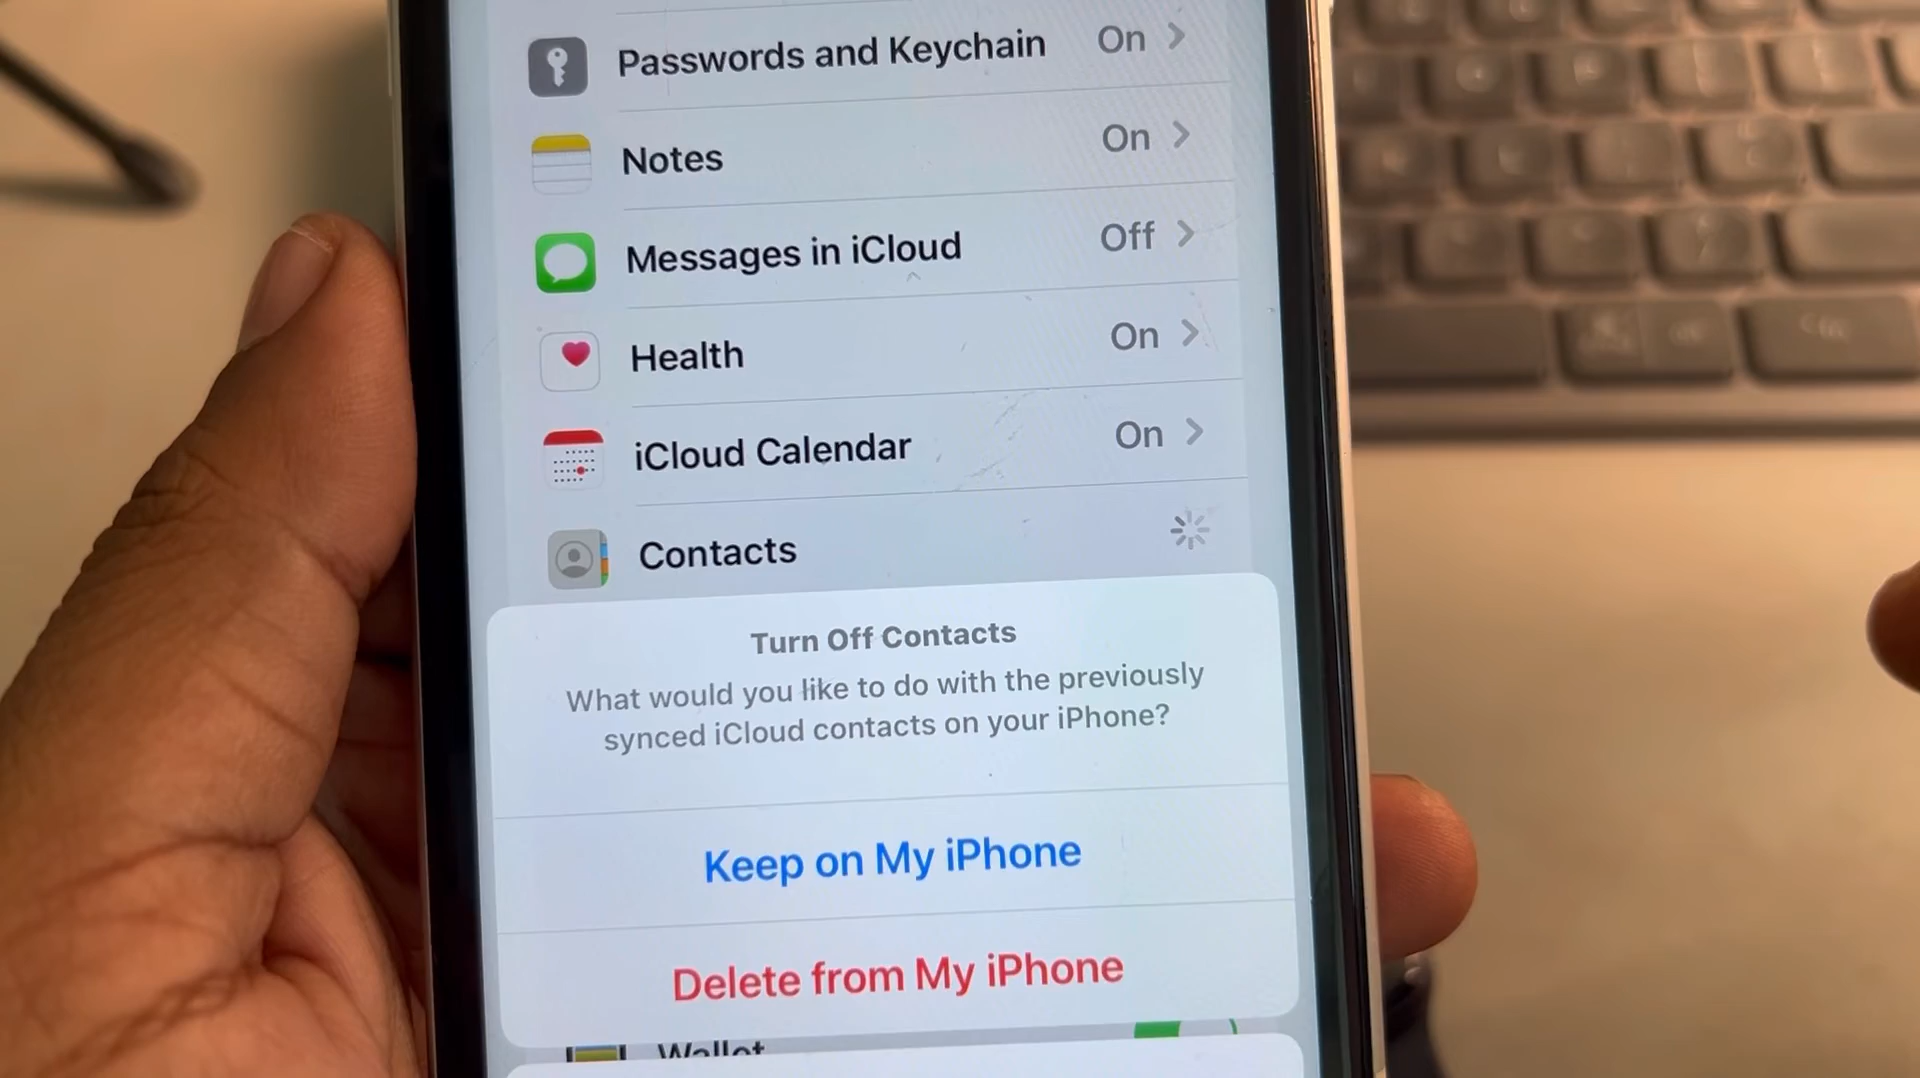 Passwords and Keychain On
Notes On
Messages in iCloud Off
Health On
iCloud Calendar On
Contacts
Turn Off Contacts
What would you like to do with the previously
synced iCloud contacts on your iPhone?
Keep on My iPhone
Delete from My iPhone
Wallet